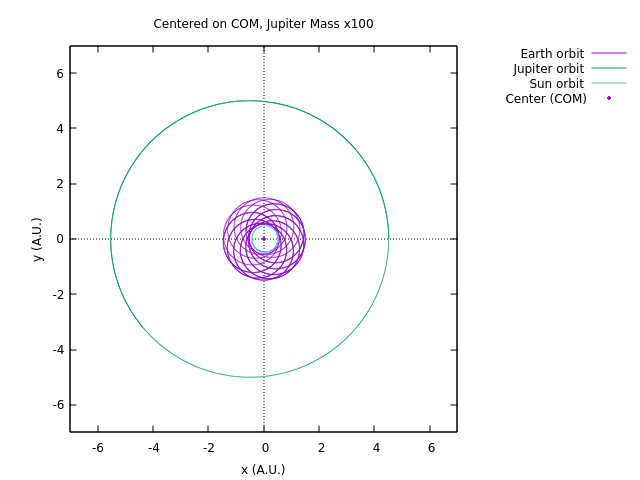 Centered on COM, Jupiter Mass x100
Earth orbit
Jupiter orbit
Sun orbit
Center (COM)
6
4
2
0
-2
-4
-6
y (A.U.)
-6 -4 -2 0 2 4 6
x (A.U.)